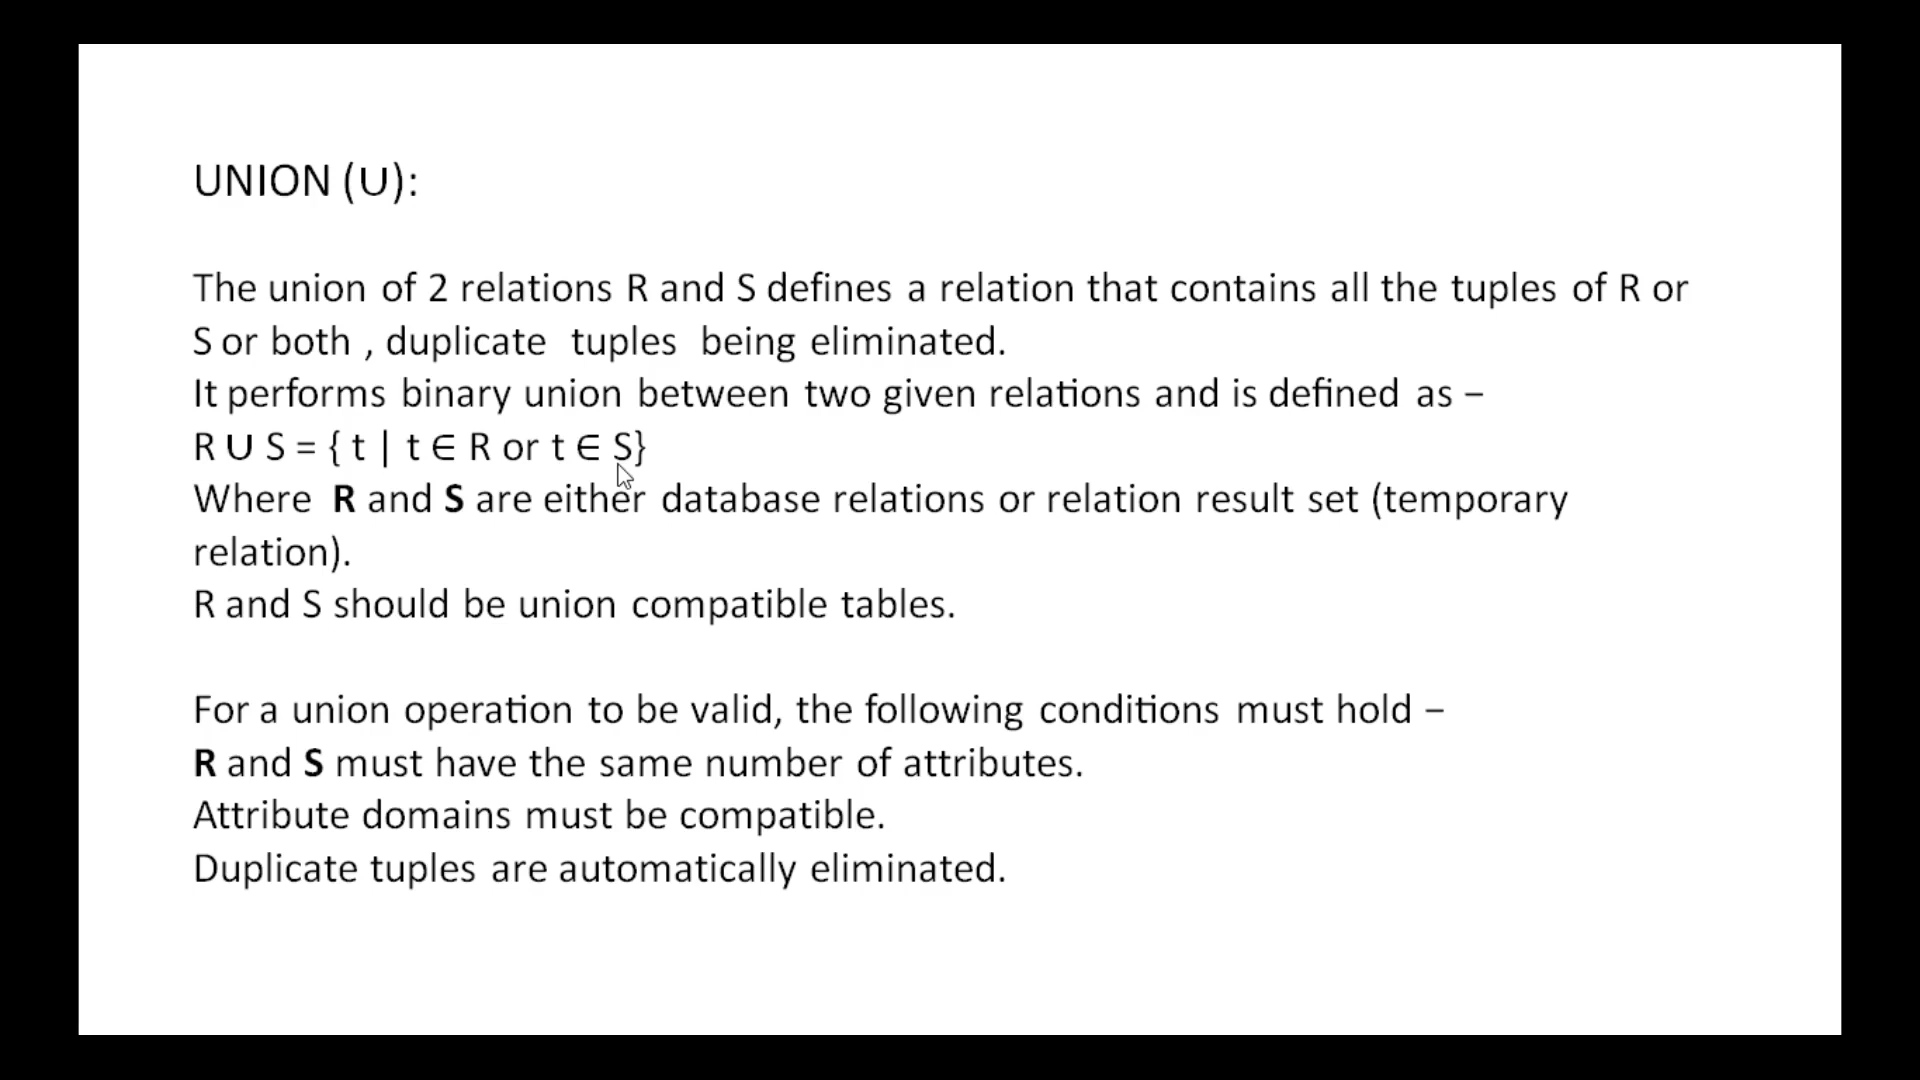 UNION (∪):
The union of 2 relations R and S defines a relation that contains all the tuples of R or
S or both , duplicate tuples being eliminated.
It performs binary union between two given relations and is defined as –
R ∪ S = { t | t ∈ R or t ∈ S}
Where R and S are either database relations or relation result set (temporary
relation).
R and S should be union compatible tables.
For a union operation to be valid, the following conditions must hold –
R and S must have the same number of attributes.
Attribute domains must be compatible.
Duplicate tuples are automatically eliminated.